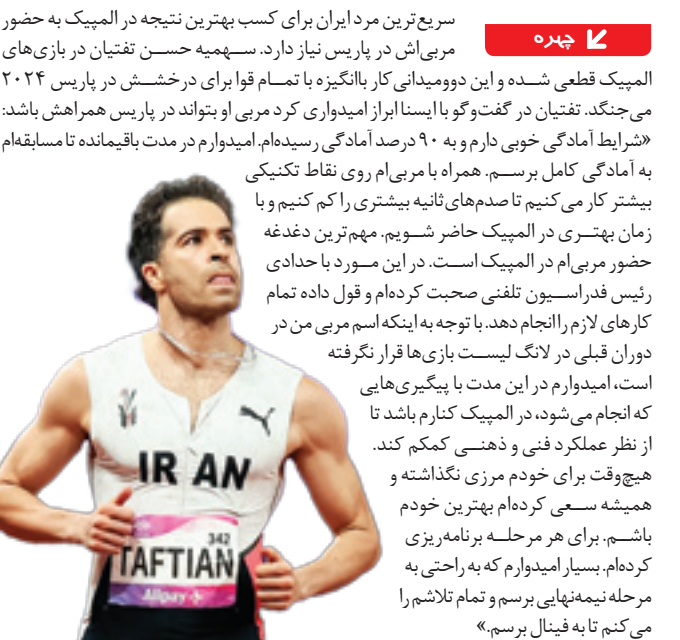 چهره
سریع‌ترین مرد ایران برای کسب بهترین نتیجه در المپیک به حضور
مربی‌اش در پاریس نیاز دارد. سهمیه حسن تفتیان در بازی‌های
المپیک قطعی شده و این دوومیدانی‌کار باانگیزه با تمام قوا برای درخشش در پاریس ۲۰۲۴
می‌جنگد. تفتیان در گفت‌وگو با ایسنا ابراز امیدواری کرد مربی او بتواند در پاریس همراهش باشد:
«شرایط آمادگی خوبی دارم و به ۹۰ درصد آمادگی رسیده‌ام. امیدوارم در مدت باقیمانده تا مسابقه‌ام
به آمادگی کامل برسم. همراه با مربی‌ام روی نقاط تکنیکی
بیشتر کار می‌کنیم تا صدم‌های ثانیه بیشتری را کم کنیم و با
زمان بهتری در المپیک حاضر شویم. مهم‌ترین دغدغه
حضور مربی‌ام در المپیک است. در این مورد با حدادی
رئیس فدراسیون تلفنی صحبت کرده‌ام و قول داده تمام
کارهای لازم را انجام دهد. با توجه به اینکه اسم مربی من در
دوران قبلی در لانگ لیست بازی‌ها قرار نگرفته
است، امیدوارم در این مدت با پیگیری‌هایی
که انجام می‌شود، در المپیک کنارم باشد تا
از نظر عملکرد فنی و ذهنی کمکم کند.
هیچ‌وقت برای خودم مرزی نگذاشته و
همیشه سعی کرده‌ام بهترین خودم
باشم. برای هر مرحله برنامه‌ریزی
کرده‌ام. بسیار امیدوارم که به راحتی به
مرحله نیمه‌نهایی برسم و تمام تلاشم را
می‌کنم تا به فینال برسم.»
IR AN
342
TAFTIAN
Alipay